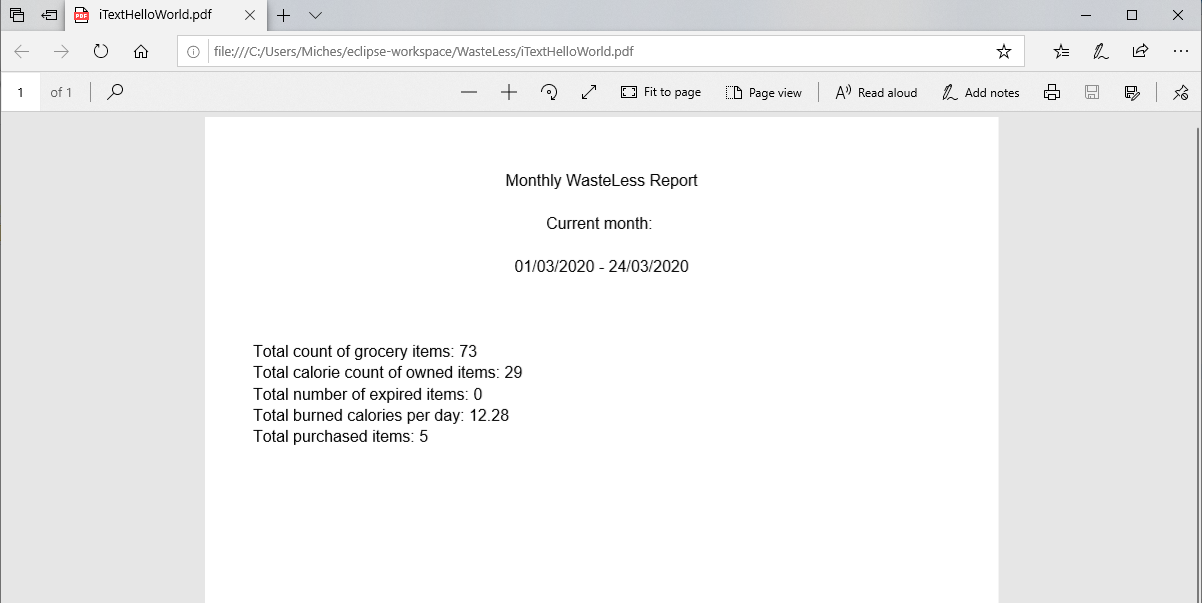 iTextHelloWorld.pdf
file:///C:/Users/Miches/eclipse-workspace/WasteLess/iTextHelloWorld.pdf
1 of 1 Fit to page Page view Read aloud Add notes
Monthly WasteLess Report
Current month:
01/03/2020 - 24/03/2020
Total count of grocery items: 73
Total calorie count of owned items: 29
Total number of expired items: 0
Total burned calories per day: 12.28
Total purchased items: 5